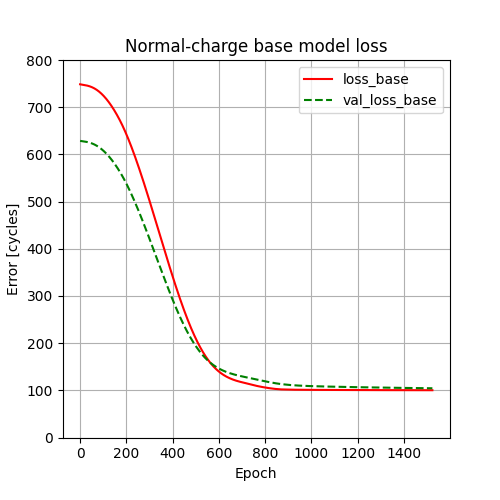 Normal-charge base model loss
loss_base
val_loss_base
Error [cycles]
800
700
600
500
400
300
200
100
0
0 200 400 600 800 1000 1200 1400
Epoch